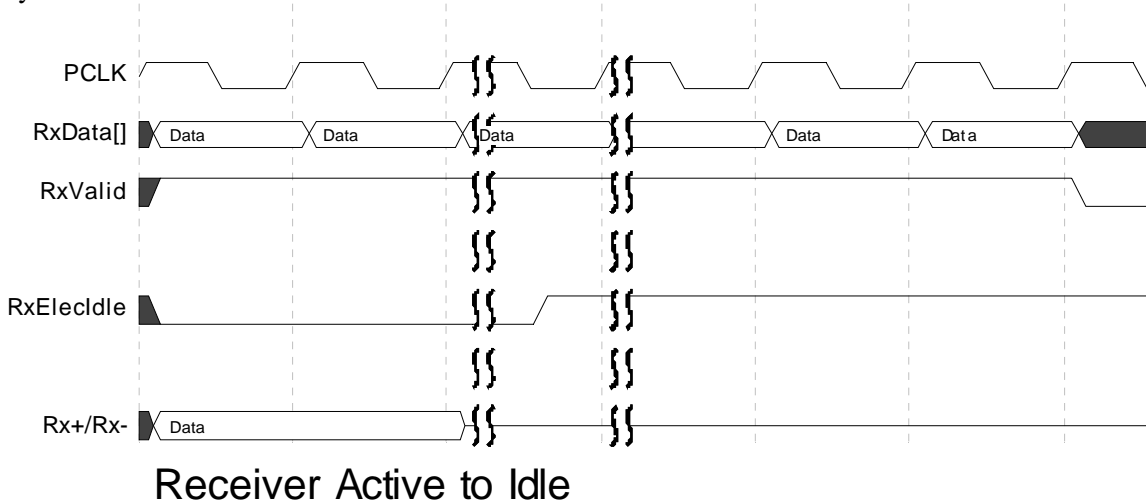 PCLK
RxData[] Data Data Data Data Data
RxValid
RxElecIdle
Rx+/Rx- Data
Receiver Active to Idle